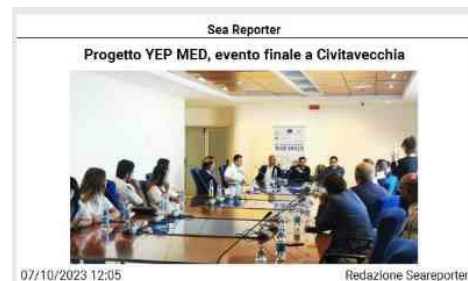 Sea Reporter
Progetto YEP MED, evento finale a Civitavecchia
07/10/2023 12:05
Redazione Seareporter